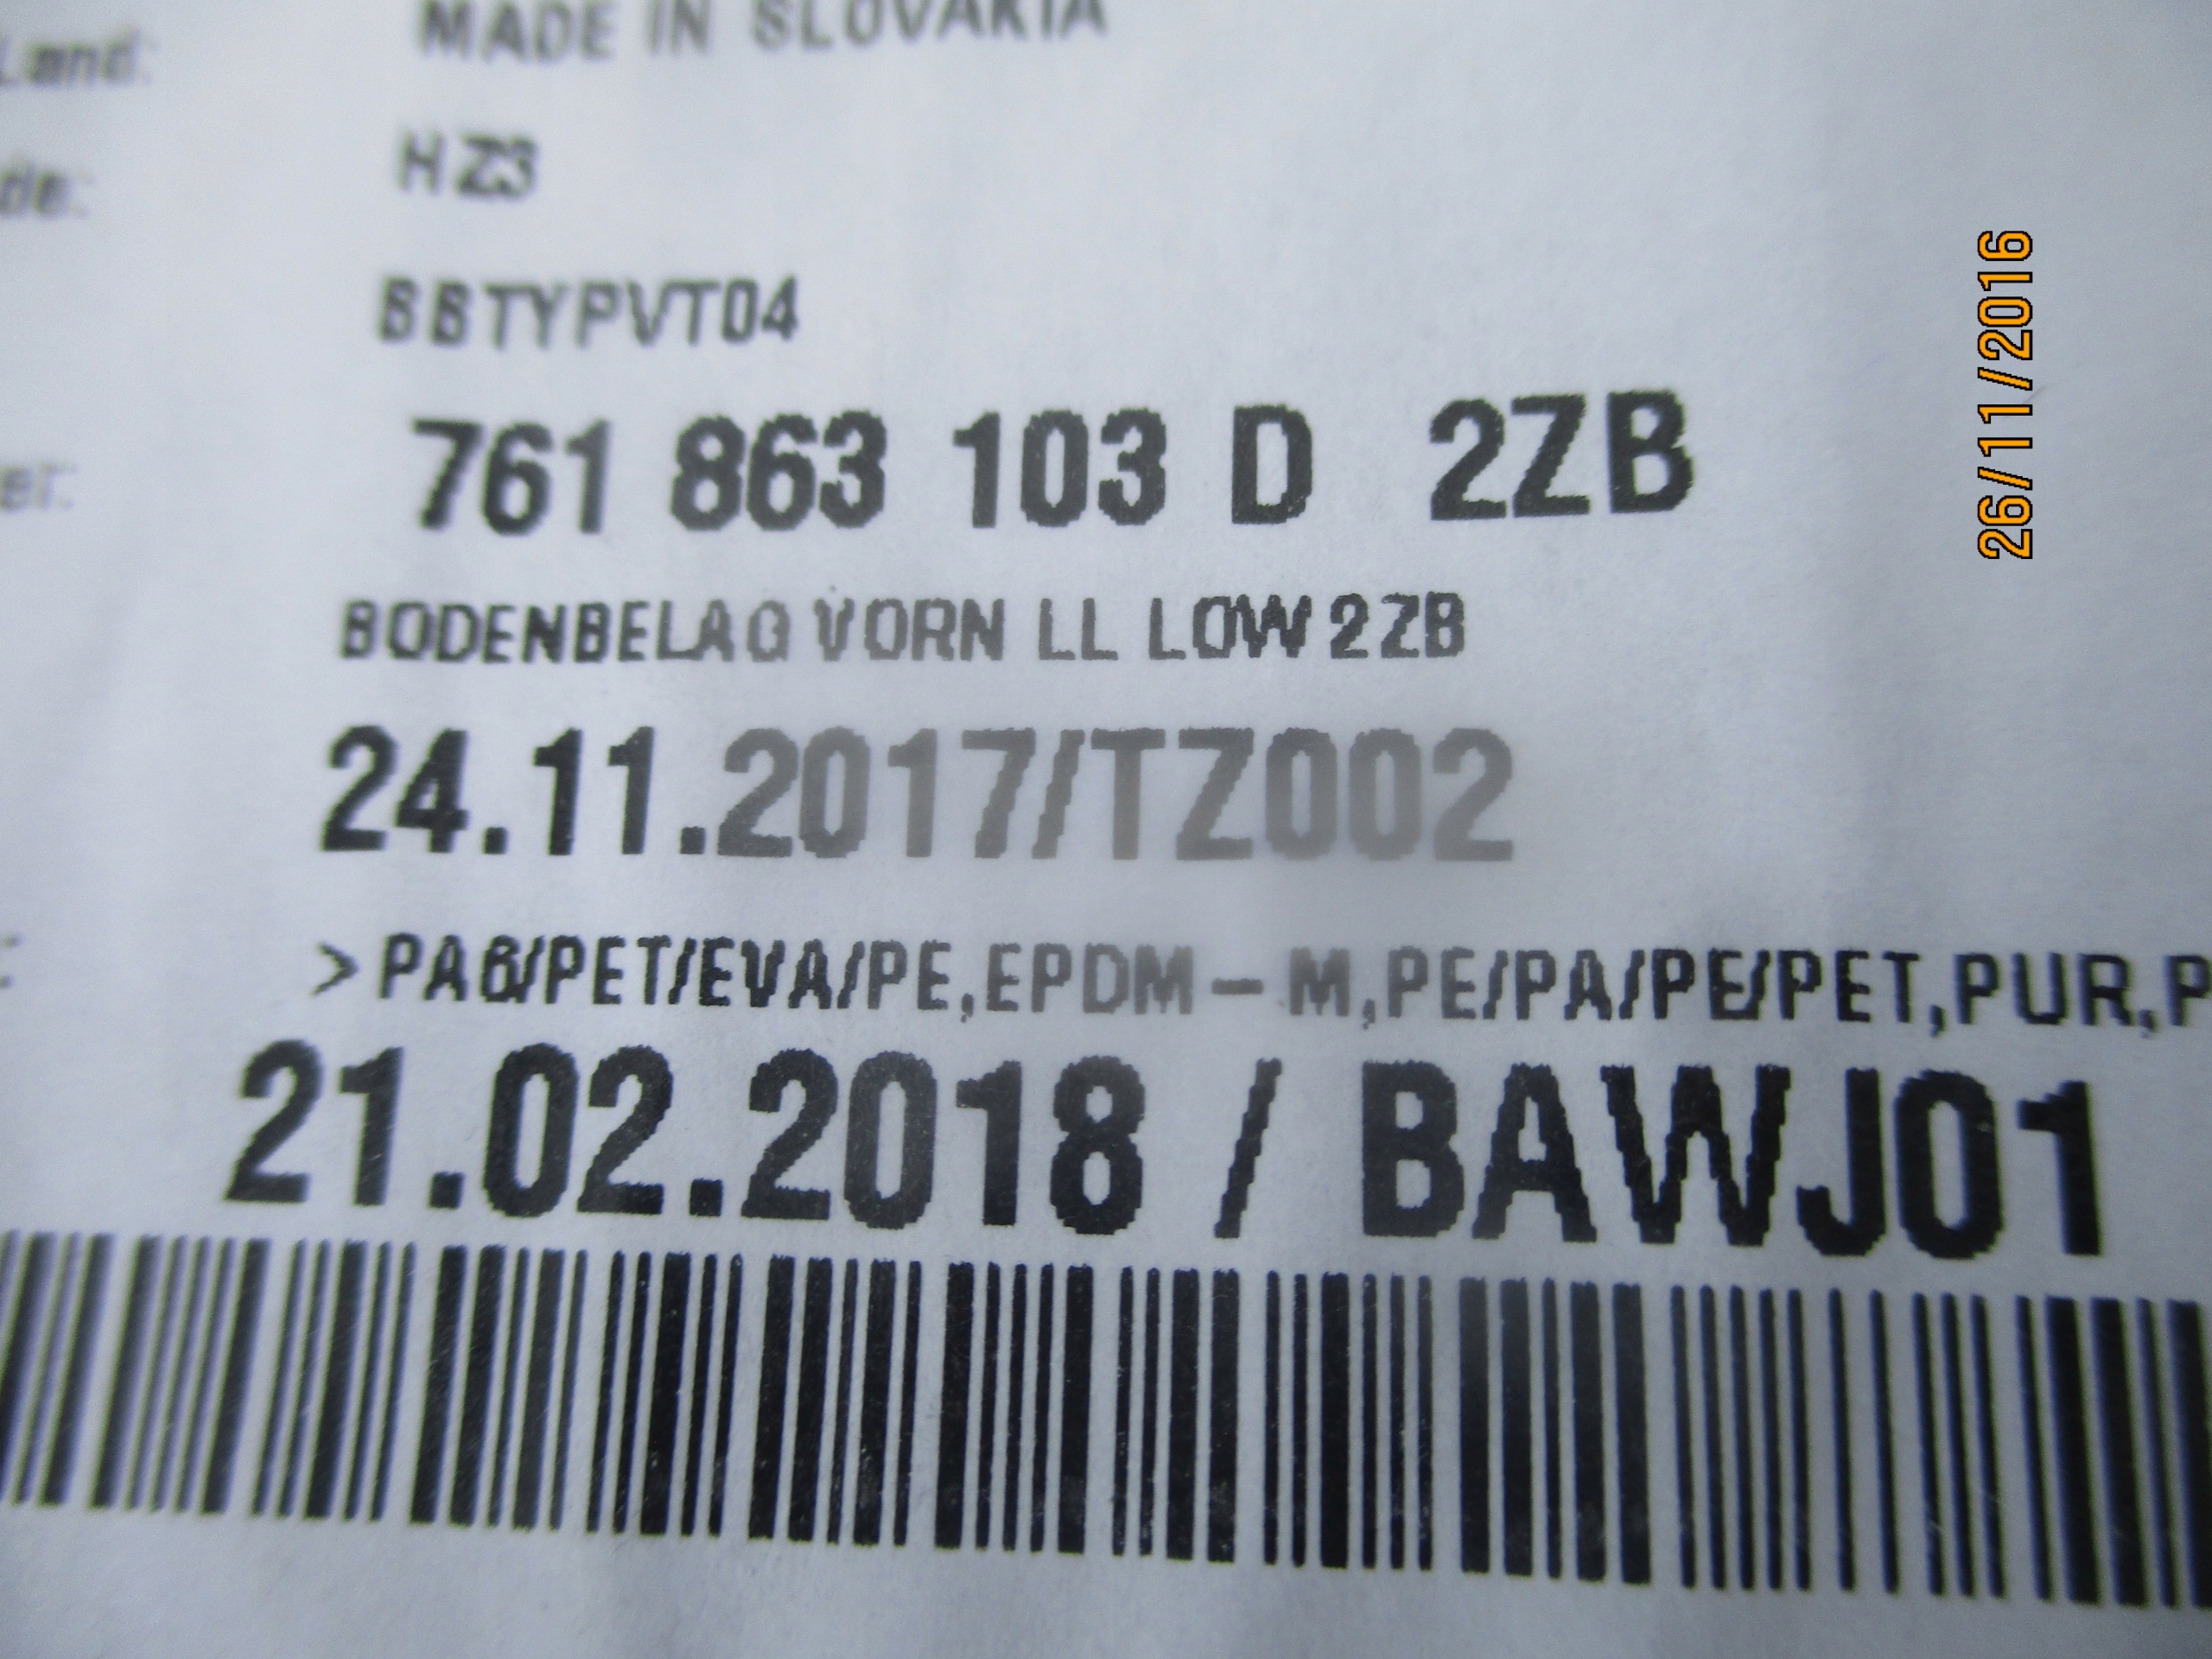 Land: MADE IN SLOVAKIA
de: HZ3
BBTYPVT04
er: 761 863 103 D 2ZB
BODENBELAG VORN LL LOW 2ZB
24.11.2017/TZ002
: >PA6/PET/EVA/PE,EPDM-M,PE/PA/PE/PET,PUR,P
21.02.2018 / BAWJ01
26/11/2016